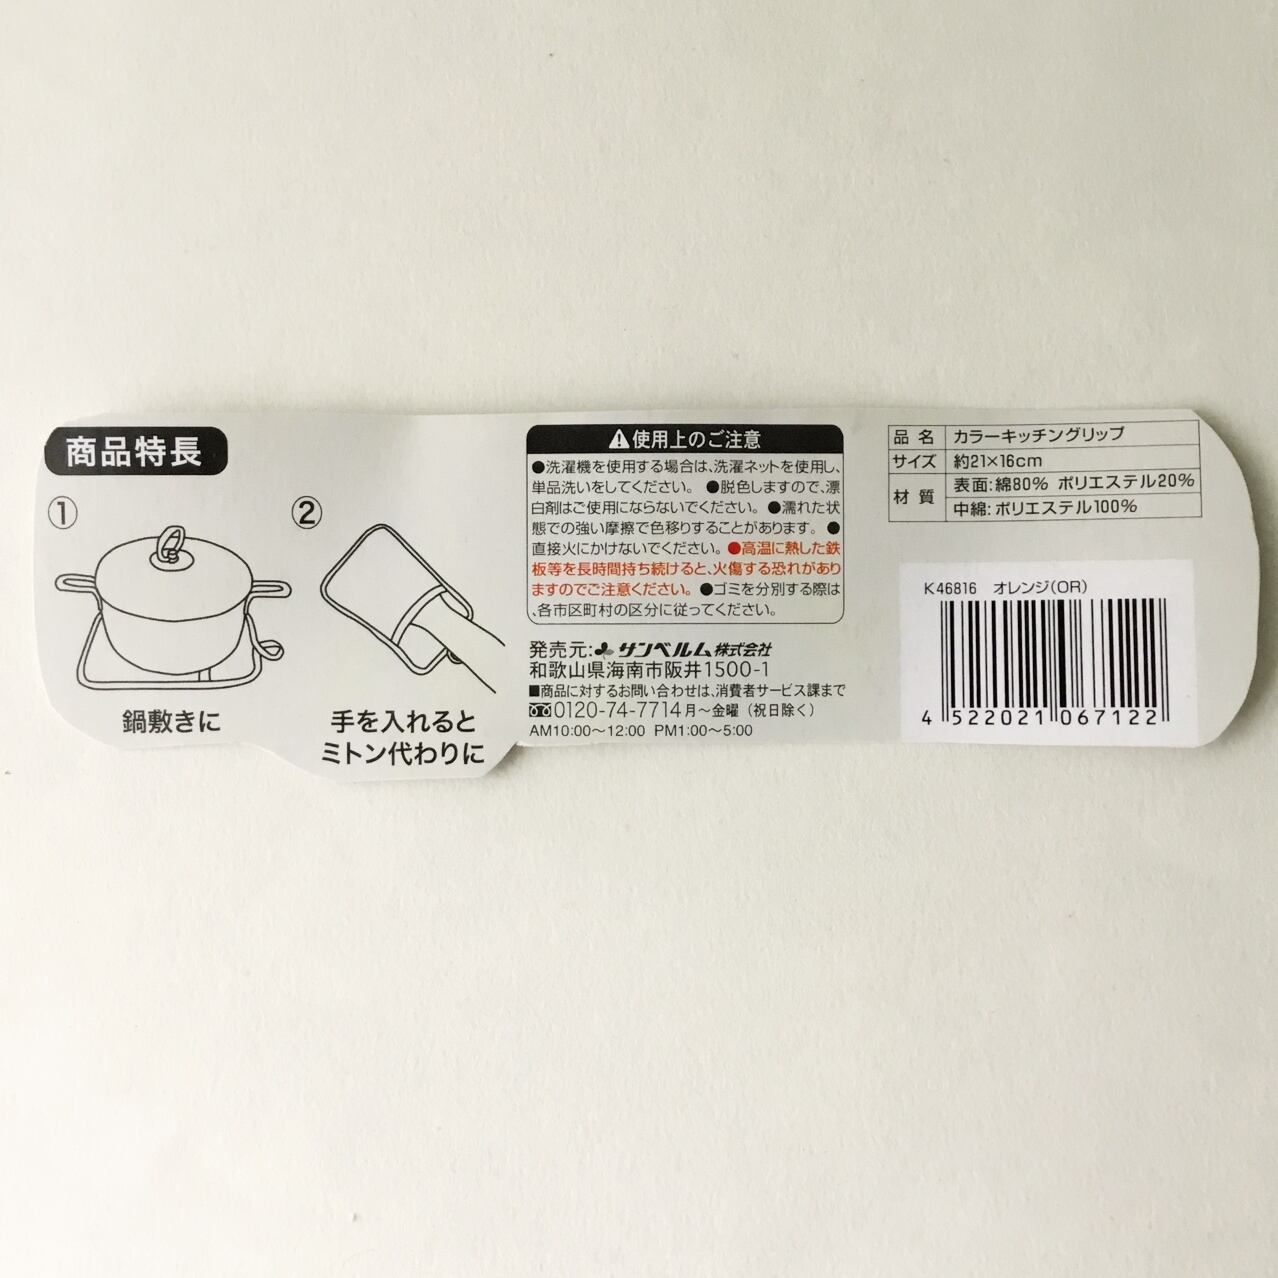 商品特長
①
鍋敷きに
②
手を入れると
ミトン代わりに
⚠使用上のご注意
●洗濯機を使用する場合は、洗濯ネットを使用し、
単品洗いをしてください。 ●脱色しますので、漂
白剤はご使用にならないでください。●濡れた状
態での強い摩擦で色移りすることがあります。 ●
直接火にかけないでください。●高温に熱した鉄
板等を長時間持ち続けると、火傷する恐れがあり
ますのでご注意ください。 ●ゴミを分別する際は
、各市区町村の区分に従ってください。
発売元:サンベルム株式会社
和歌山県海南市阪井1500-1
■商品に対するお問い合わせは、消費者サービス課まで
0120-74-7714 月〜金曜（祝日除く）
AM10:00〜12:00 PM1:00〜5:00
品名 カラーキッチングリップ
サイズ 約21×16cm
材質 表面:綿80% ポリエステル20%
中綿:ポリエステル100%
K46816 オレンジ(OR)
4 522021 067122